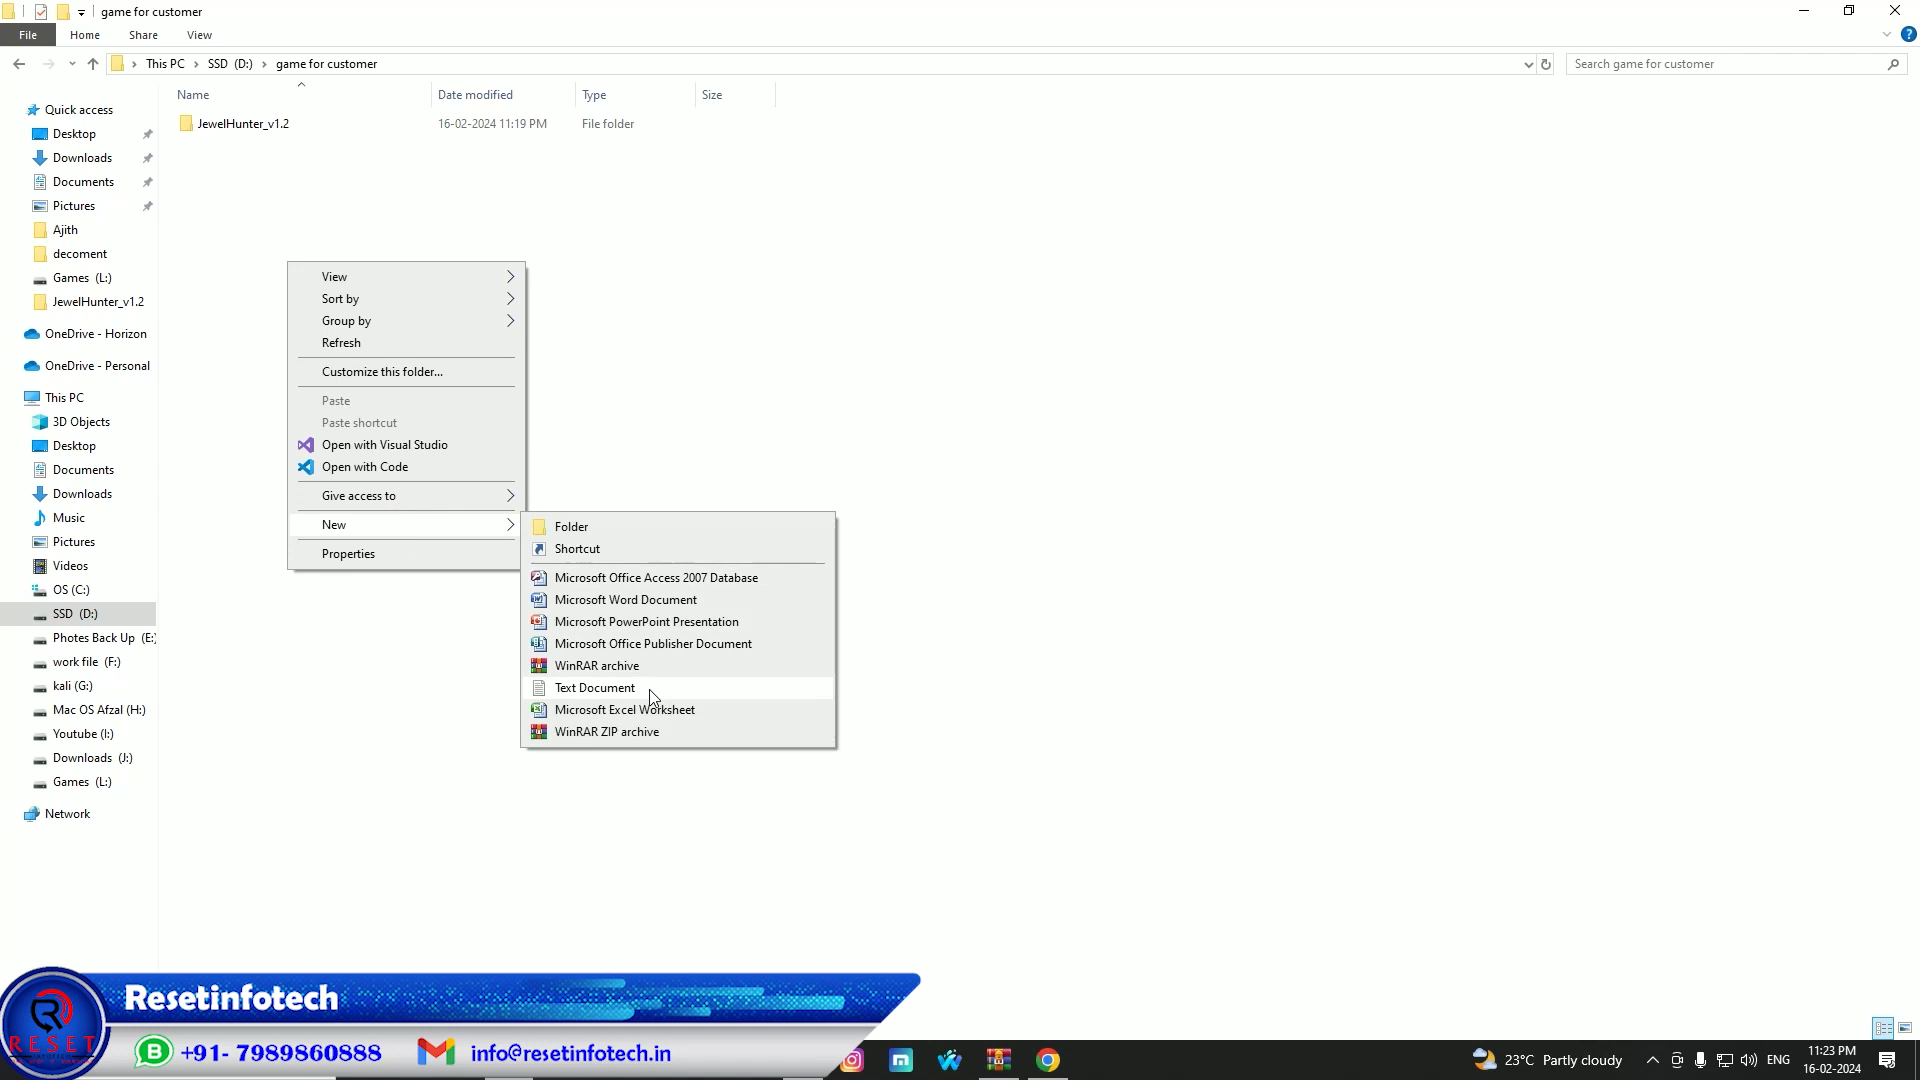 game for customer
File Home Share View
This PC SSD (D:) game for customer
Search game for customer
Name Date modified Type Size
JewelHunter_v1.2 16-02-2024 11:19 PM File folder
Quick access
Desktop
Downloads
Documents
Pictures
Ajith
decoment
Games (L:)
JewelHunter_v1.2
OneDrive - Horizon
OneDrive - Personal
This PC
3D Objects
Desktop
Documents
Downloads
Music
Pictures
Videos
OS (C:)
SSD (D:)
Photes Back Up (E:)
work file (F:)
kali (G:)
Mac OS Afzal (H:)
Youtube (I:)
Downloads (J:)
Games (L:)
Network
View
Sort by
Group by
Refresh
Customize this folder...
Paste
Paste shortcut
Open with Visual Studio
Open with Code
Give access to
New
Properties
Folder
Shortcut
Microsoft Office Access 2007 Database
Microsoft Word Document
Microsoft PowerPoint Presentation
Microsoft Office Publisher Document
WinRAR archive
Text Document
Microsoft Excel Worksheet
WinRAR ZIP archive
Resetinfotech
RESET
+91- 7989860888 info@resetinfotech.in
23°C Partly cloudy ENG
11:23 PM
16-02-2024